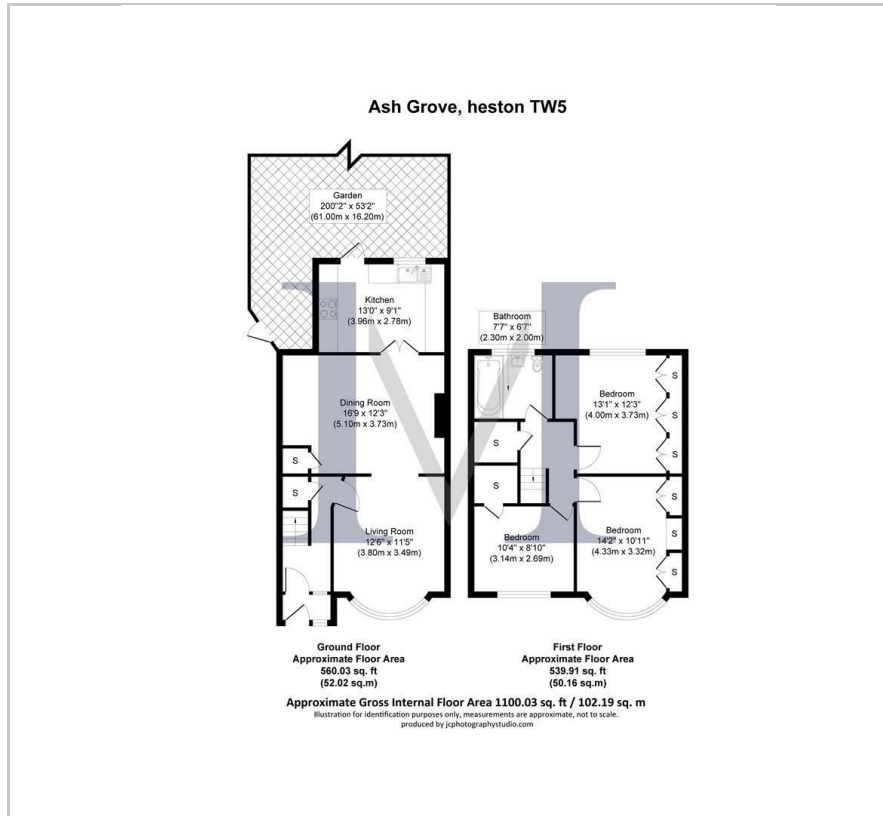 Ash Grove, heston TW5
Garden
200'2" x 53'2"
(61.00m x 16.20m)
Kitchen
13'0" x 9'1"
(3.96m x 2.78m)
Dining Room
16'9 x 12'3"
(5.10m x 3.73m)
S
S
Living Room
12'6" x 11'5"
(3.80m x 3.49m)
Bathroom
7'7" x 6'7"
(2.30m x 2.00m)
Bedroom
13'1" x 12'3"
(4.00m x 3.73m)
S
S
S
S
S
Bedroom
10'4" x 8'10"
(3.14m x 2.69m)
Bedroom
14'2" x 10'11"
(4.33m x 3.32m)
S
S
S
Ground Floor
Approximate Floor Area
560.03 sq. ft
(52.02 sq.m)
First Floor
Approximate Floor Area
539.91 sq. ft
(50.16 sq.m)
Approximate Gross Internal Floor Area 1100.03 sq. ft / 102.19 sq. m
Illustration for identification purposes only, measurements are approximate, not to scale.
produced by jcphotographystudio.com